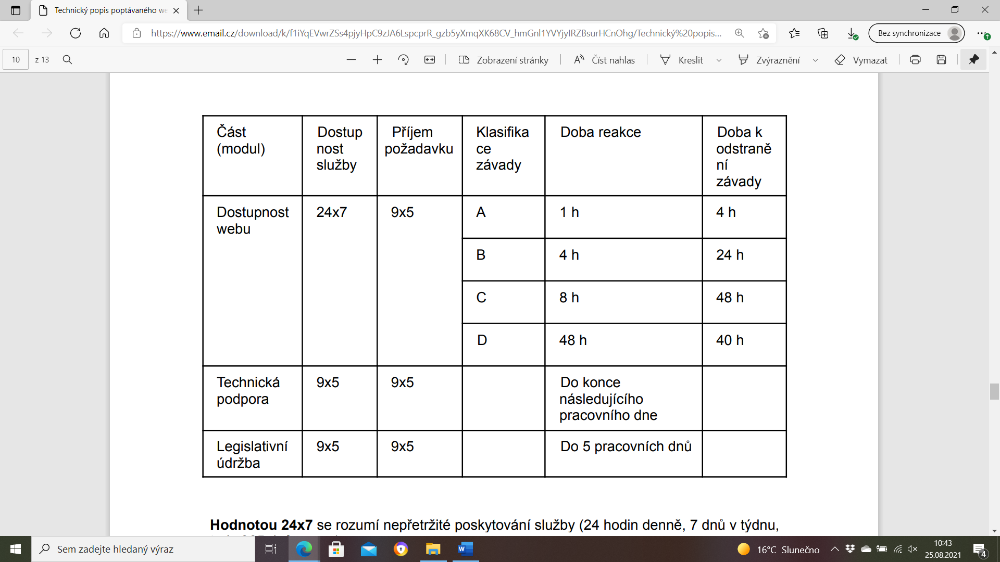 Technický popis poptávaného we
https://www.email.cz/download/k/f1iYqEVwrZSs4pjyHpC9zJA6LspcprR_gzb5yXmqXK68CV_hmGnl1YVYjyIRZBsurHCnOhg/Technický%20popis...
Bez synchronizace
10 z 13
Zobrazení stránky
Číst nahlas
Kreslit
Zvýraznění
Vymazat
Část
(modul)
Dostup
nost
služby
Příjem
požadavku
Klasifika
ce
závady
Doba reakce
Doba k
odstraně
ní
závady
Dostupnost
webu
24x7
9x5
A
1 h
4 h
B
4 h
24 h
C
8 h
48 h
D
48 h
40 h
Technická
podpora
9x5
9x5
Do konce
následujícího
pracovního dne
Legislativní
údržba
9x5
9x5
Do 5 pracovních dnů
Hodnotou 24x7 se rozumí nepřetržité poskytování služby (24 hodin denně, 7 dnů v týdnu,
Sem zadejte hledaný výraz
16°C Slunečno
10:43
25.08.2021
4